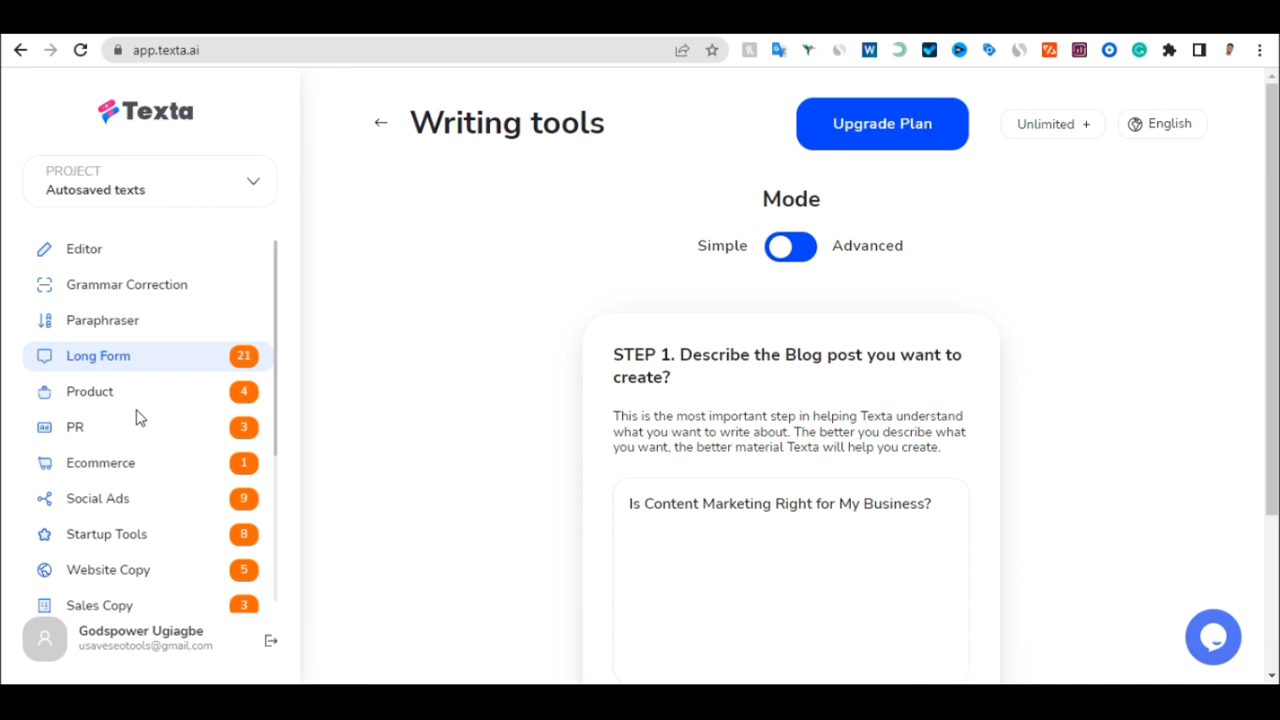 app.texta.ai
Texta
PROJECT
Autosaved texts
Editor
Grammar Correction
Paraphraser
Long Form 21
Product 4
PR 3
Ecommerce 1
Social Ads 9
Startup Tools 8
Website Copy 5
Sales Copy 3
Godspower Ugiagbe
usaveseotools@gmail.com
Writing tools
Upgrade Plan
Unlimited +
English
Mode
Simple Advanced
STEP 1. Describe the Blog post you want to
create?
This is the most important step in helping Texta understand
what you want to write about. The better you describe what
you want, the better material Texta will help you create.
Is Content Marketing Right for My Business?